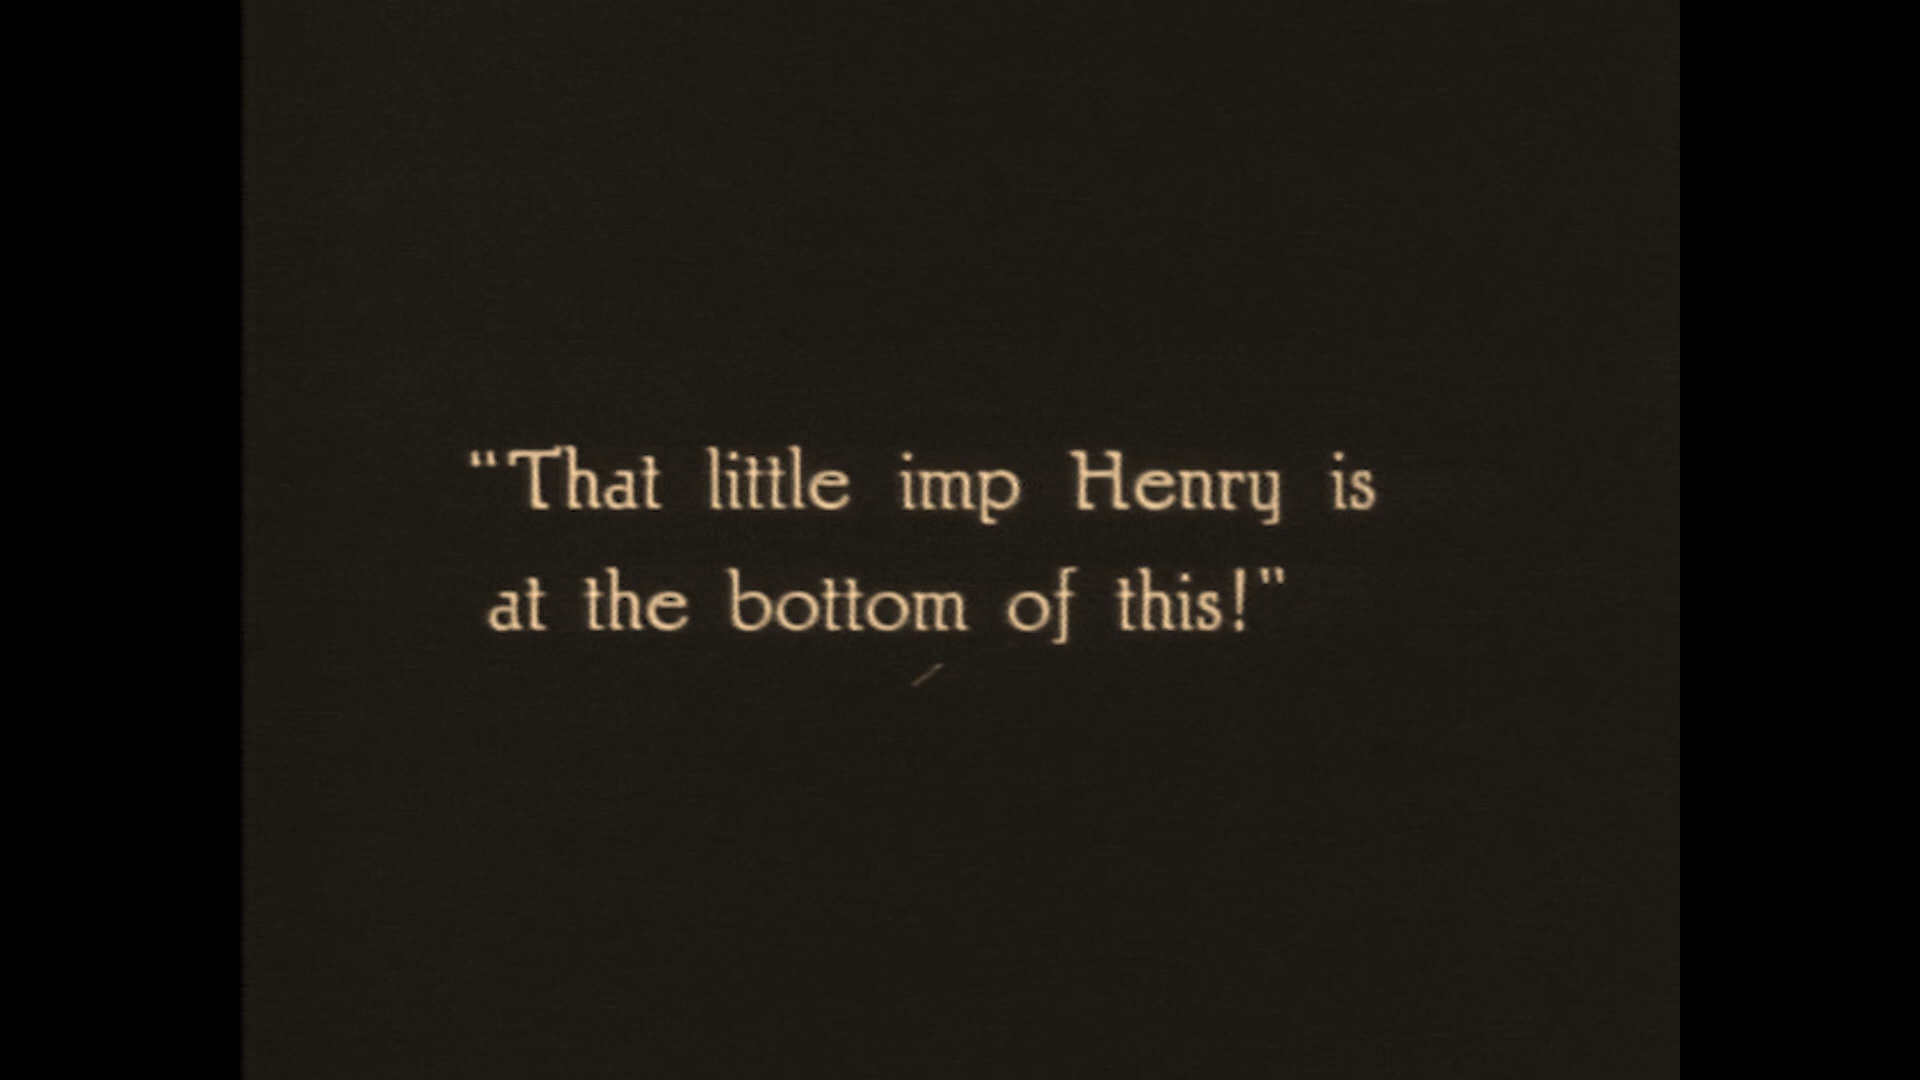 “That little imp Henry is
at the bottom of this!”